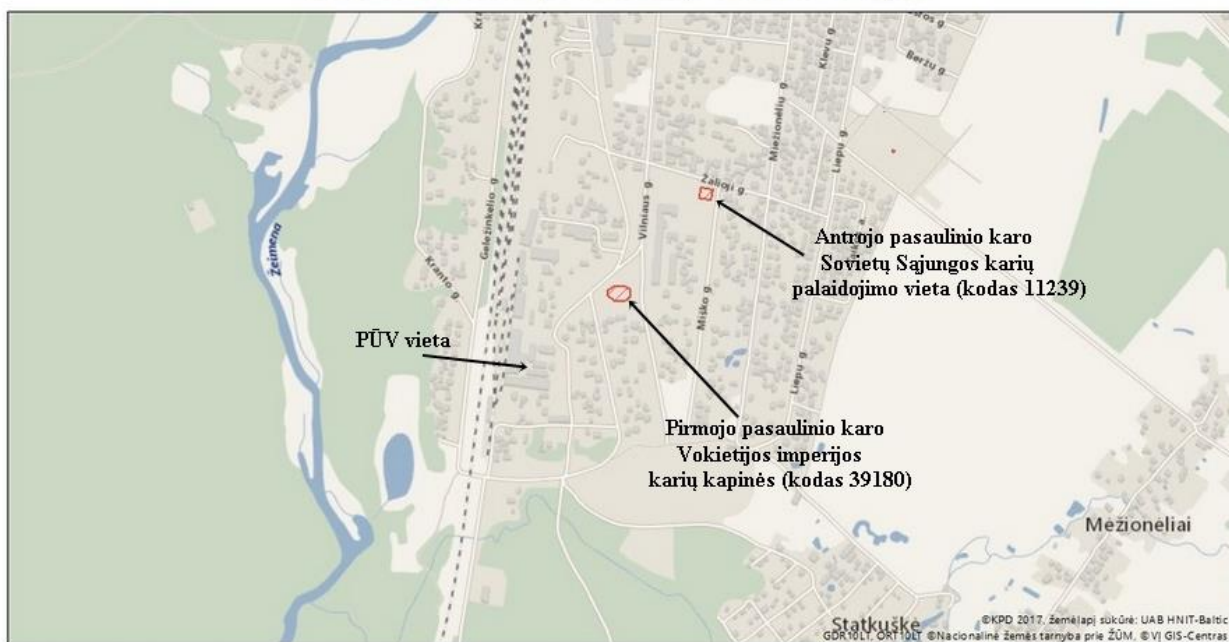 Beržų g.
Klevų g.
Miežionėlių g.
Liepų g.
Žalioji g.
Vilniaus g.
Geležinkelio g.
Žeimena
Kranto g.
Miško g.
Liepų g.
Antrojo pasaulinio karo
Sovietų Sąjungos karių
palaidojimo vieta (kodas 11239)
PŪV vieta
Pirmojo pasaulinio karo
Vokietijos imperijos
karių kapinės (kodas 39180)
Mėžionėliai
Statkuškė
©KPD 2017, žemėlapį sukūrė: UAB HNIT-Baltic
GDR10LT, ORT10LT ©Nacionalinė žemės tarnyba prie ŽŪM, ©VĮ GIS-Centras